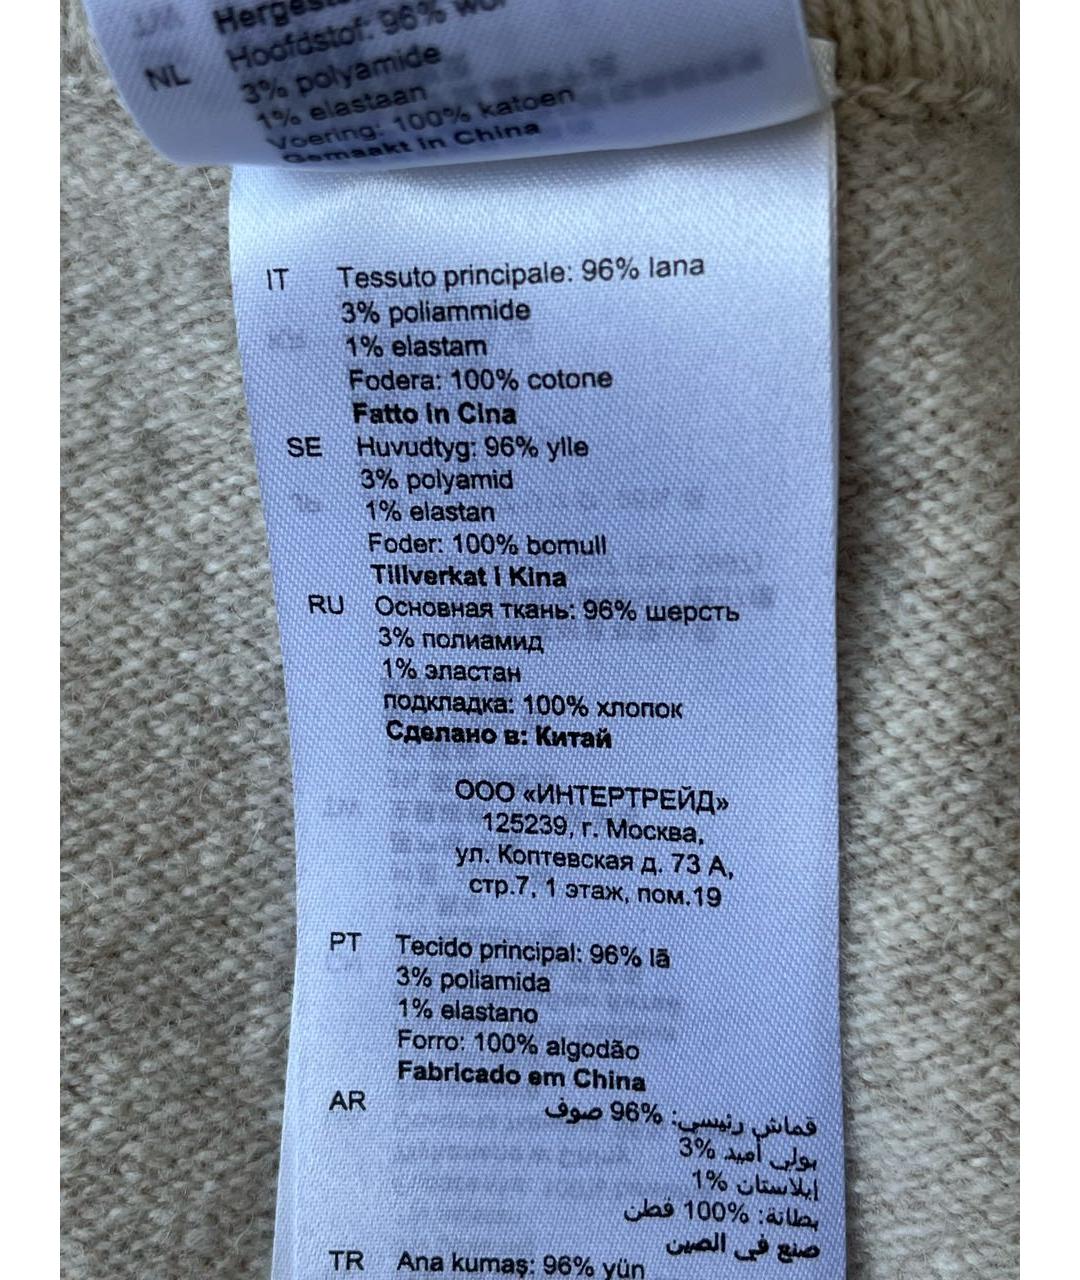 NL Hoofdstof: 96% wol
3% polyamide
1% elastaan
Voering: 100% katoen
Gemaakt in China
IT Tessuto principale: 96% lana
3% poliammide
1% elastam
Fodera: 100% cotone
Fatto in Cina
SE Huvudtyg: 96% ylle
3% polyamid
1% elastan
Foder: 100% bomull
Tillverkat i Kina
RU Основная ткань: 96% шерсть
3% полиамид
1% эластан
подкладка: 100% хлопок
Сделано в: Китай
ООО «ИНТЕРТРЕЙД»
125239, г. Москва,
ул. Коптевская д. 73 А,
стр.7, 1 этаж, пом.19
PT Tecido principal: 96% lã
3% poliamida
1% elastano
Forro: 100% algodão
Fabricado em China
AR قماش رئيسي: 96% صوف
بولي أميد 3%
إيلاستان 1%
بطانة: 100% قطن
صنع في الصين
TR Ana kumaş: 96% yün